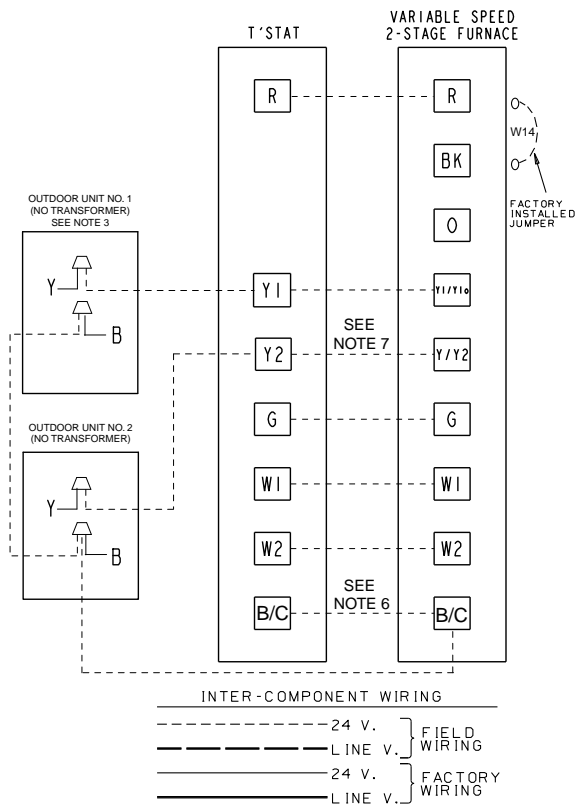 T'STAT
VARIABLE SPEED
2-STAGE FURNACE
R
R
W14
BK
FACTORY
INSTALLED
JUMPER
O
OUTDOOR UNIT NO. 1
(NO TRANSFORMER)
SEE NOTE 3
Y
B
Y1
Y1/Y1o
SEE
NOTE 7
Y2
Y/Y2
G
G
OUTDOOR UNIT NO. 2
(NO TRANSFORMER)
Y
B
W1
W1
W2
W2
SEE
NOTE 6
B/C
B/C
INTER-COMPONENT WIRING
24 V.
LINE V.
FIELD
WIRING
24 V.
LINE V.
FACTORY
WIRING